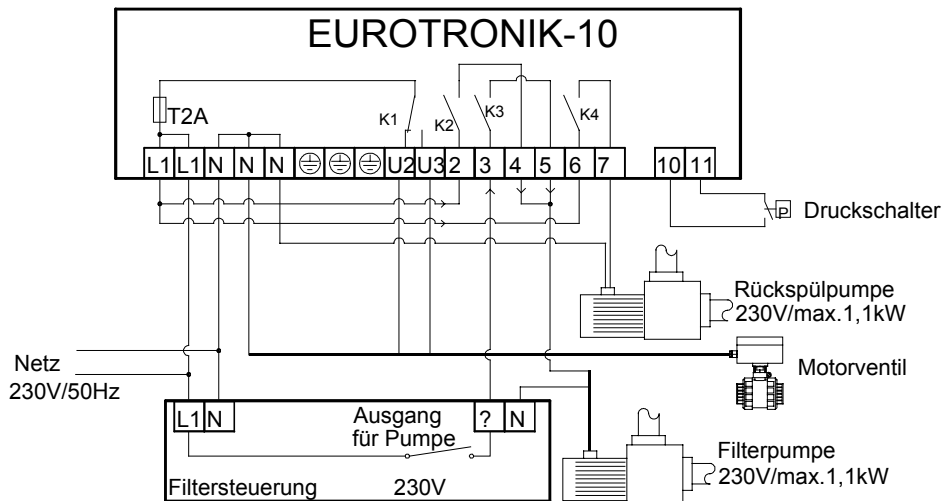 EUROTRONIK-10
T2A
K1
K2
K3
K4
L1 L1 N N N U2 U3 2 3 4 5 6 7 10 11
P Druckschalter
Rückspülpumpe
230V/max.1,1kW
Netz
230V/50Hz
Motorventil
L1 N
Ausgang
für Pumpe
? N
Filtersteuerung 230V
Filterpumpe
230V/max.1,1kW